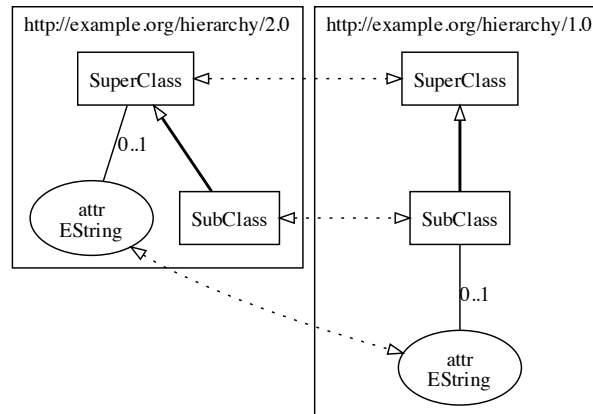 http://example.org/hierarchy/2.0
SuperClass
0..1
attr
EString
SubClass
http://example.org/hierarchy/1.0
SuperClass
SubClass
0..1
attr
EString